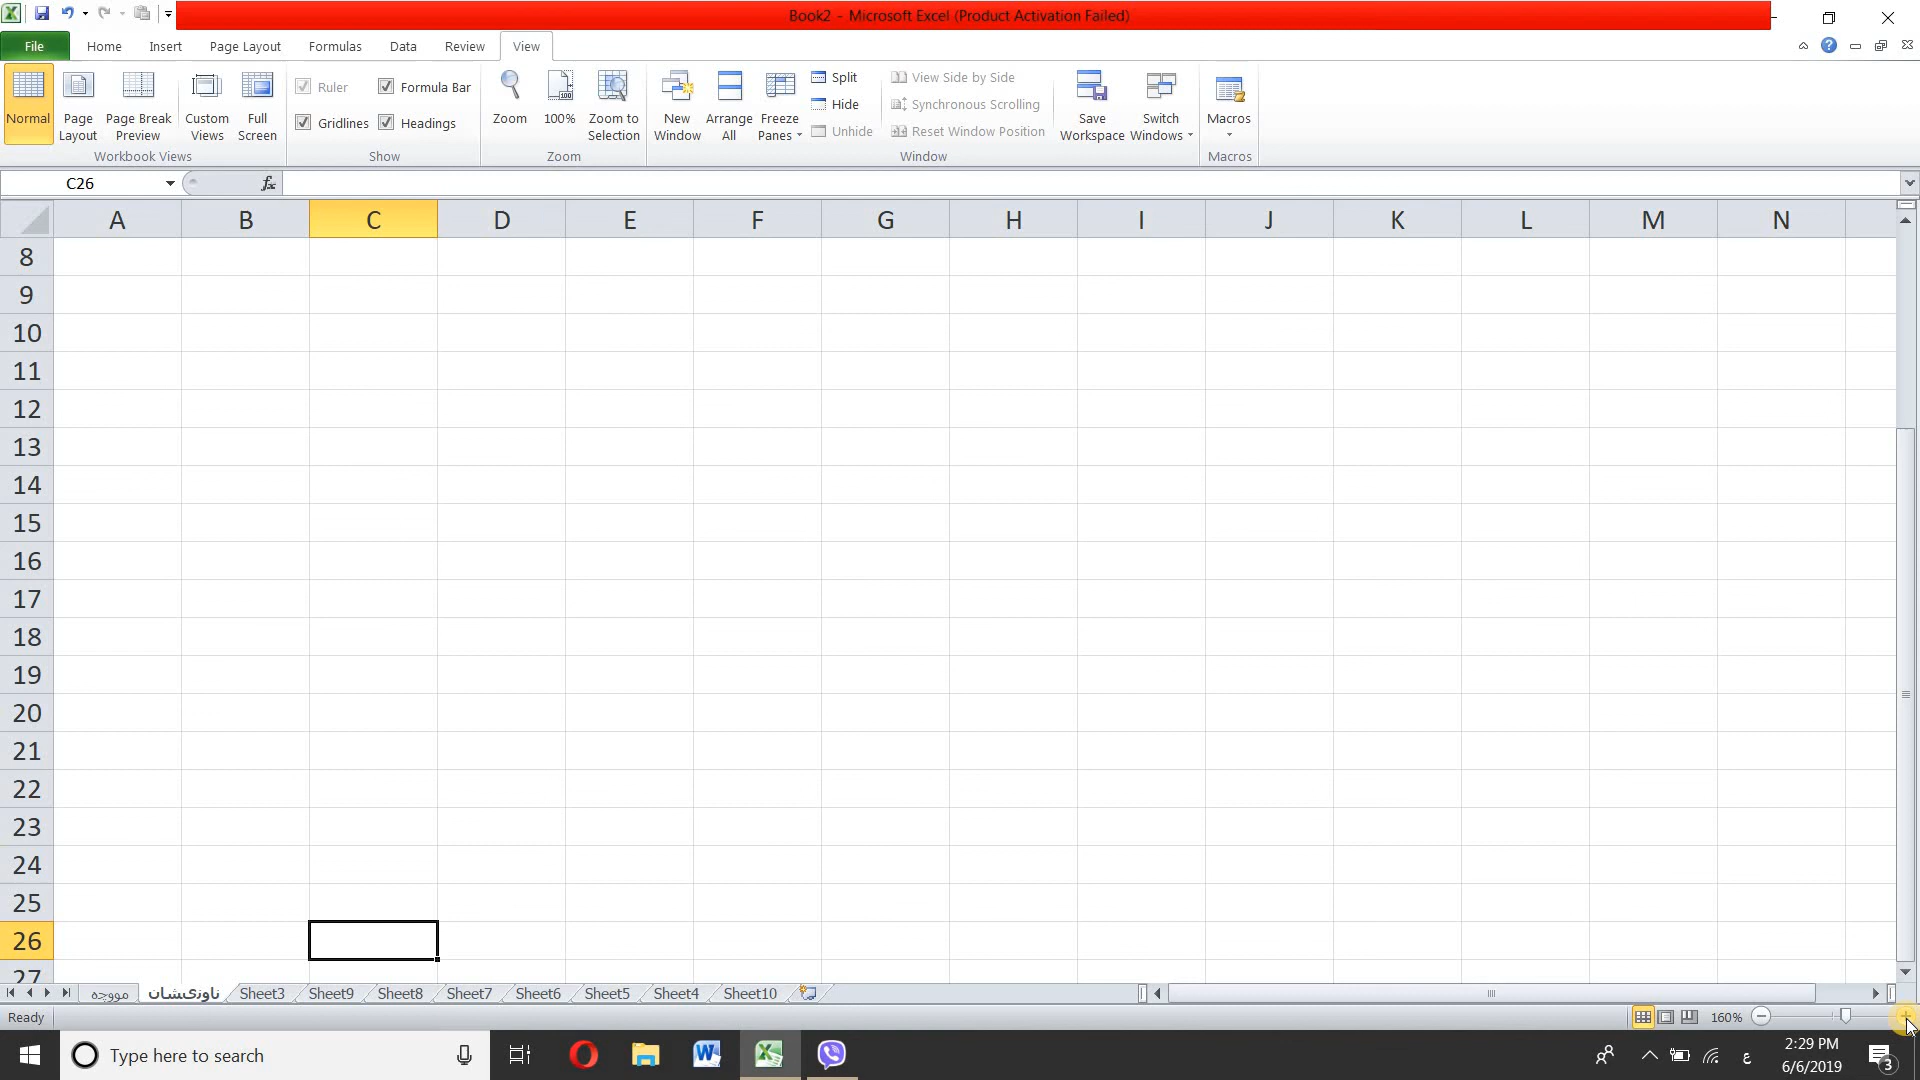 Book2 - Microsoft Excel (Product Activation Failed)
File Home Insert Page Layout Formulas Data Review View
Normal Page Layout Page Break Preview Custom Views Full Screen
Workbook Views
Ruler Formula Bar
Gridlines Headings
Show
Zoom 100% Zoom to Selection
Zoom
New Window Arrange All Freeze Panes
Split View Side by Side
Hide Synchronous Scrolling
Unhide Reset Window Position
Save Workspace Switch Windows
Window
Macros
Macros
C26 fx
A B C D E F G H I J K L M N
8
9
10
11
12
13
14
15
16
17
18
19
20
21
22
23
24
25
26
27
مووچه ناونیشان Sheet3 Sheet9 Sheet8 Sheet7 Sheet6 Sheet5 Sheet4 Sheet10
Ready 160%
Type here to search
ع 2:29 PM
6/6/2019 3